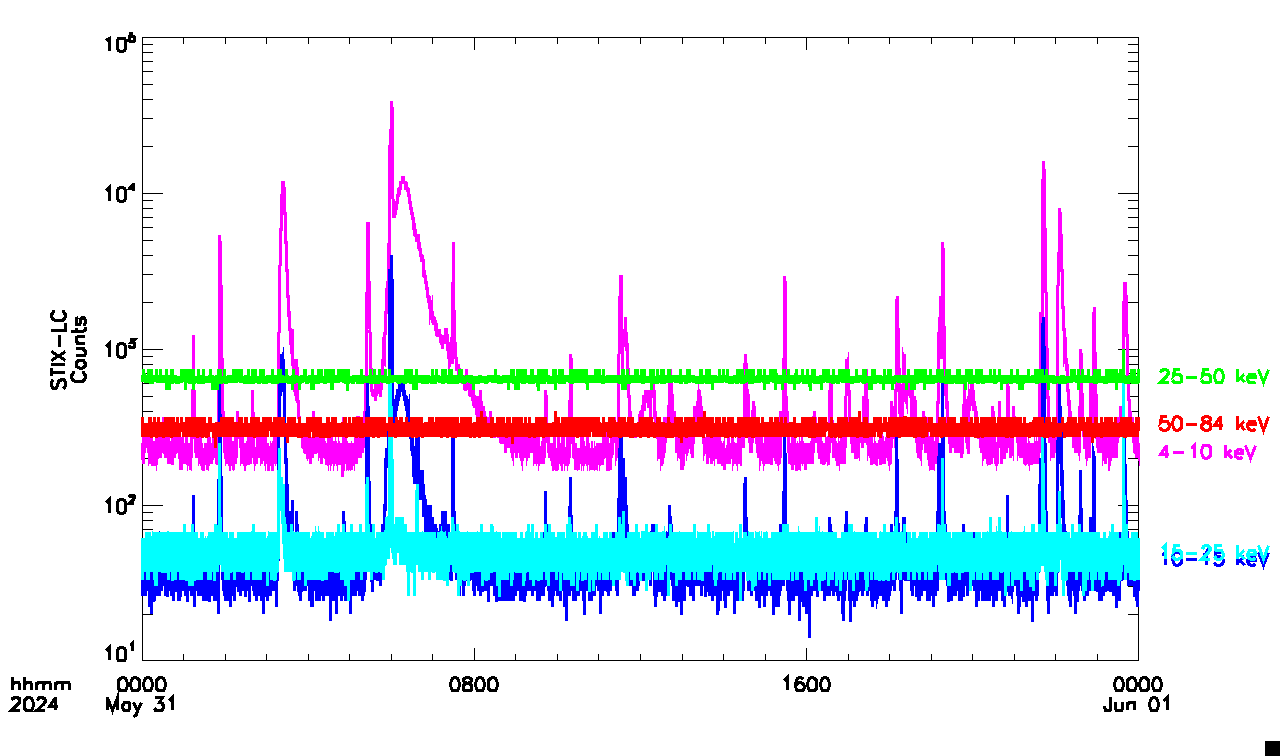 10^6
10^4
10^3
10^2
10^1
STIX-LC
Counts
25-50 keV
50-84 keV
4-10 keV
15-25 keV
10-15 keV
hhmm 0000 0800 1600 0000
2024 May 31 Jun 01